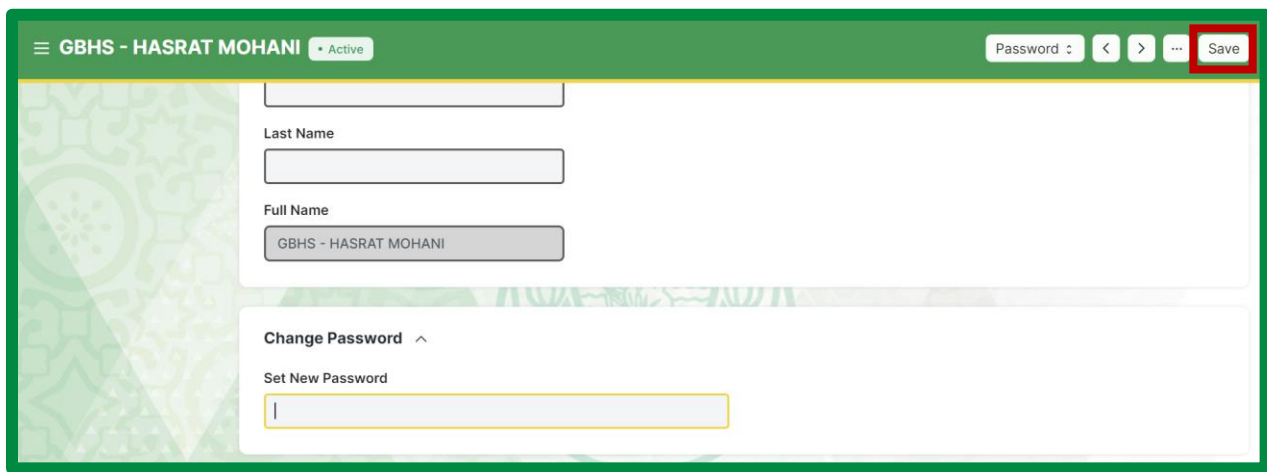 GBHS - HASRAT MOHANI • Active Password Save
Last Name
Full Name
GBHS - HASRAT MOHANI
Change Password
Set New Password